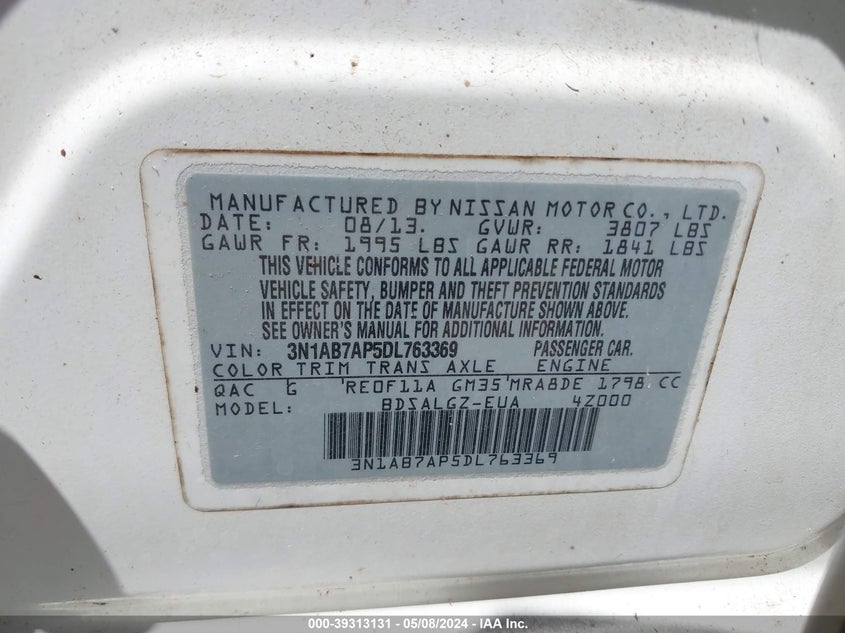 MANUFACTURED BY NISSAN MOTOR CO., LTD.
DATE: 08/13. GVWR: 3807 LBS
GAWR FR: 1995 LBS GAWR RR: 1841 LBS
THIS VEHICLE CONFORMS TO ALL APPLICABLE FEDERAL MOTOR
VEHICLE SAFETY, BUMPER AND THEFT PREVENTION STANDARDS
IN EFFECT ON THE DATE OF MANUFACTURE SHOWN ABOVE.
SEE OWNER'S MANUAL FOR ADDITIONAL INFORMATION.
VIN: 3N1AB7AP5DL763369 PASSENGER CAR.
COLOR TRIM TRANS AXLE ENGINE
QAC G 'RE0F11A GM35'MRA8DE 1798 CC
MODEL: BDSALGZ-EUA 4Z000
3N1AB7AP5DL763369
000-39313131 - 05/08/2024 - IAA Inc.